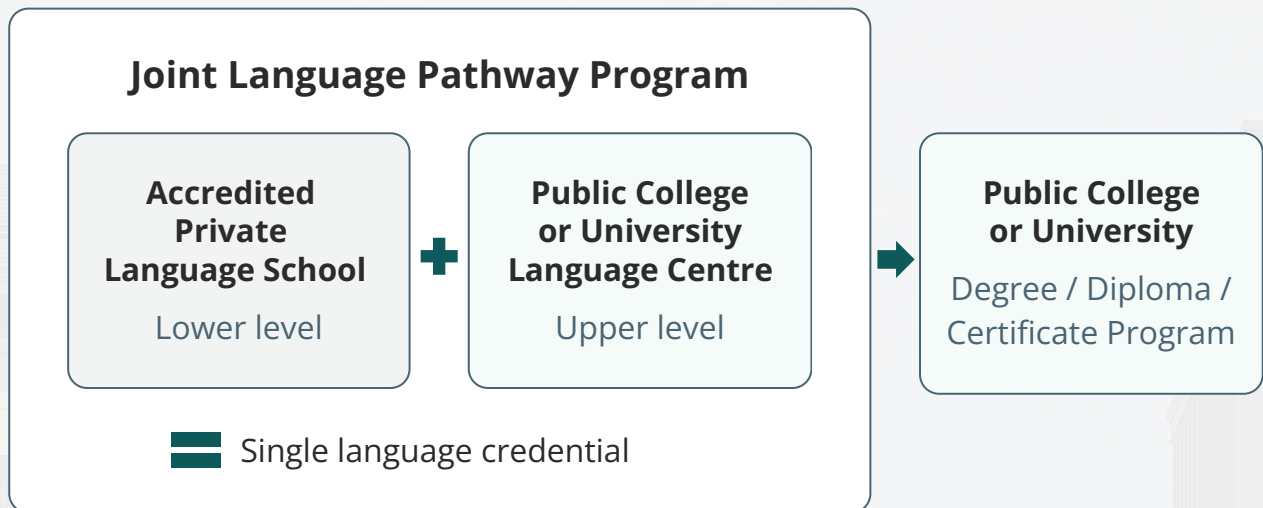 Joint Language Pathway Program
Accredited
Private
Language School
Lower level
Public College
or University
Language Centre
Upper level
Single language credential
Public College
or University
Degree / Diploma /
Certificate Program